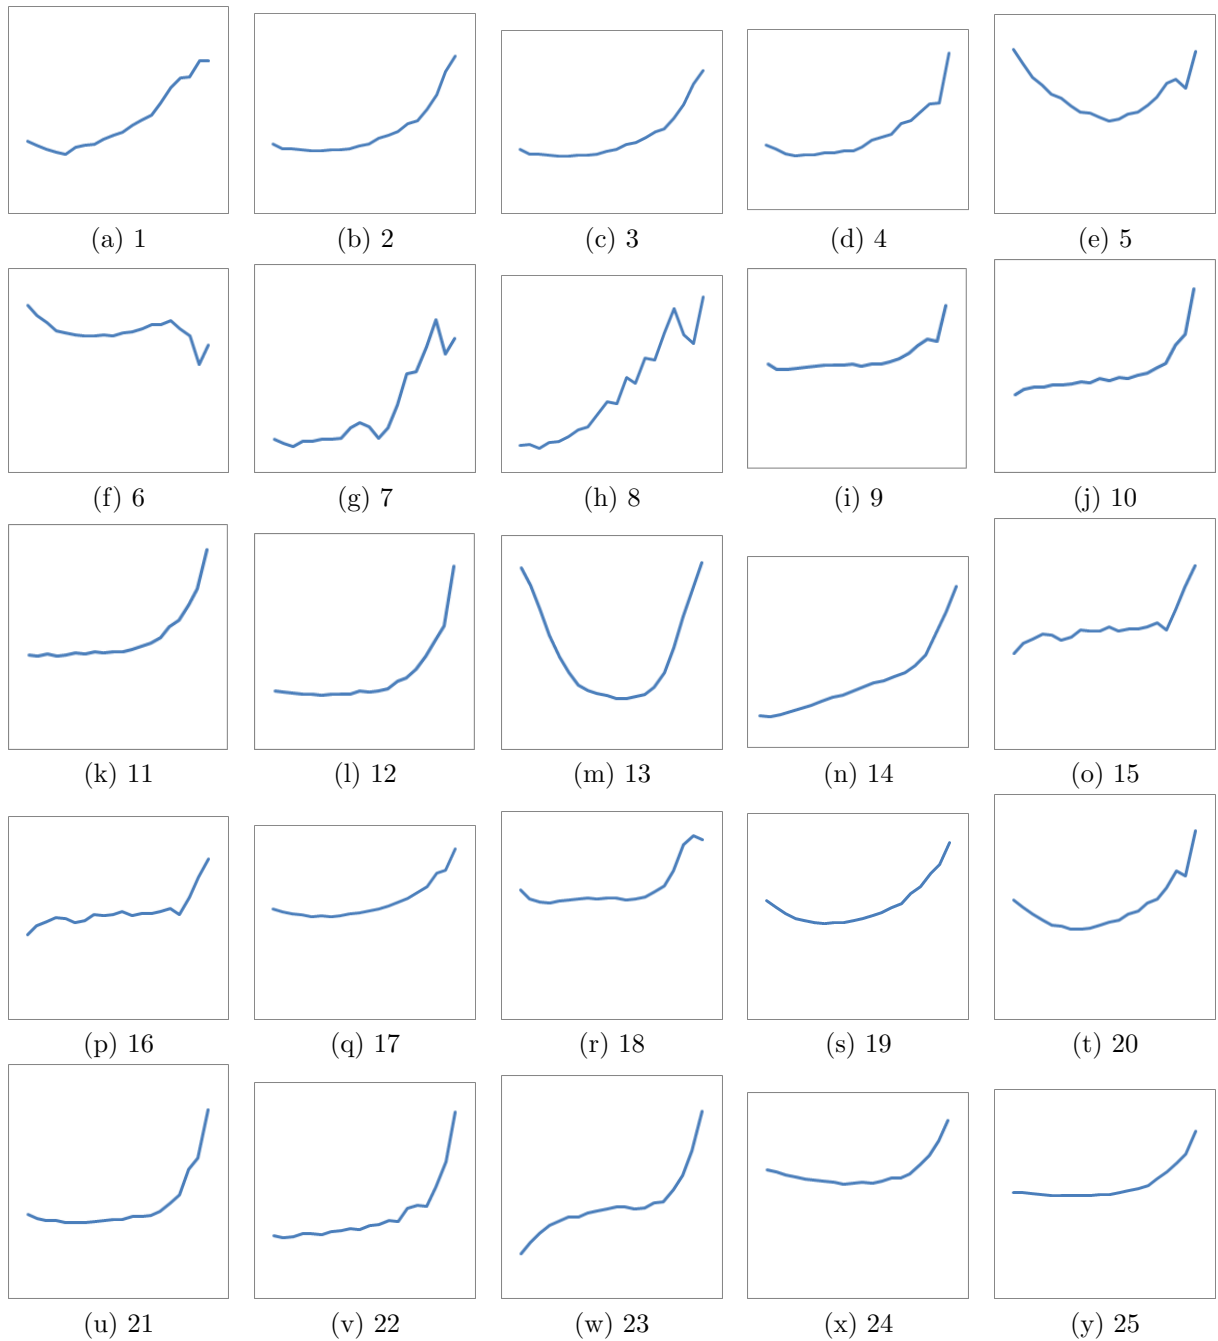 (a) 1
(b) 2
(c) 3
(d) 4
(e) 5
(f) 6
(g) 7
(h) 8
(i) 9
(j) 10
(k) 11
(l) 12
(m) 13
(n) 14
(o) 15
(p) 16
(q) 17
(r) 18
(s) 19
(t) 20
(u) 21
(v) 22
(w) 23
(x) 24
(y) 25